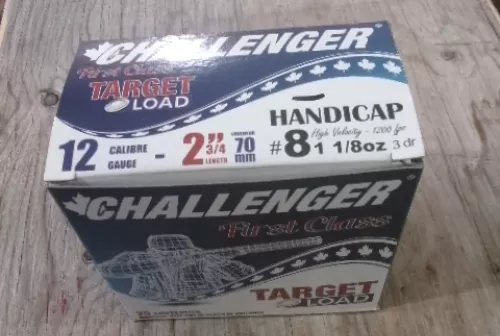 CHALLENGER
First Class
TARGET
LOAD
HANDICAP
High Velocity - 1200 fps
12 CALIBRE GAUGE - 2" 3/4 LENGTH 70 mm #8 1 1/8oz 3 dr
CHALLENGER
First Class
TARGET
LOAD